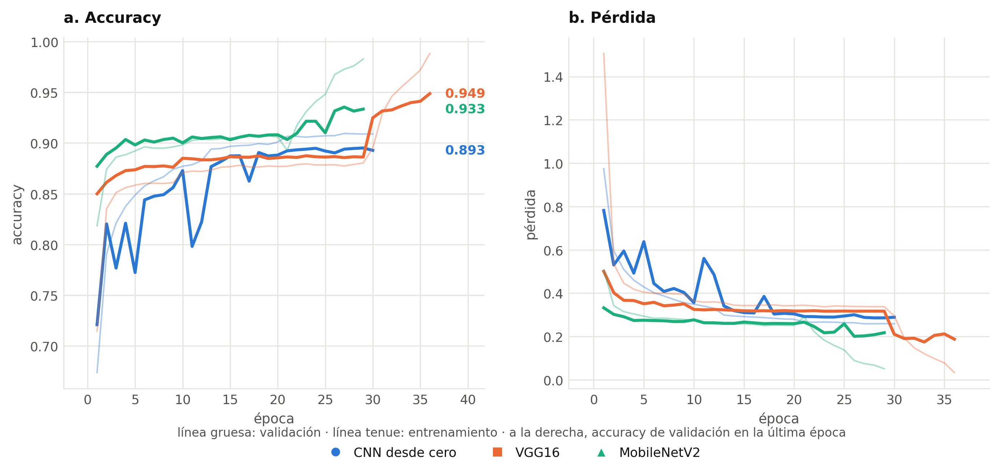 a. Accuracy
1.00
0.95
0.90
0.85
0.80
0.75
0.70
accuracy
0.949
0.933
0.893
0 5 10 15 20 25 30 35 40
época
b. Pérdida
1.4
1.2
1.0
0.8
0.6
0.4
0.2
0.0
pérdida
0 5 10 15 20 25 30 35
época
línea gruesa: validación · línea tenue: entrenamiento · a la derecha, accuracy de validación en la última época
CNN desde cero VGG16 MobileNetV2